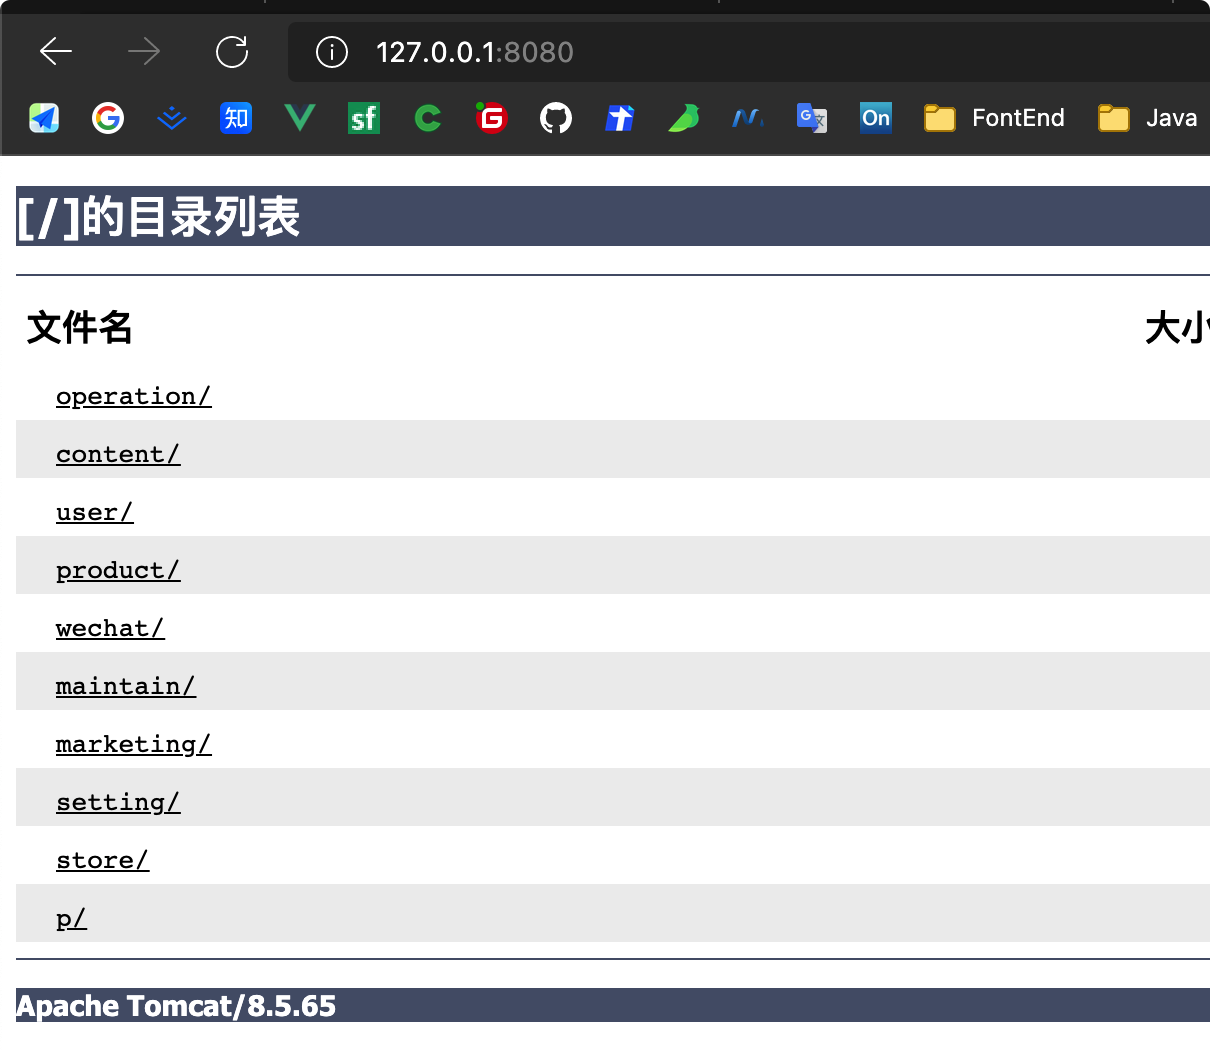 127.0.0.1:8080
G 知 sf C G G 文 On FontEnd Java
[/]的目录列表
文件名 大小
operation/
content/
user/
product/
wechat/
maintain/
marketing/
setting/
store/
p/
Apache Tomcat/8.5.65